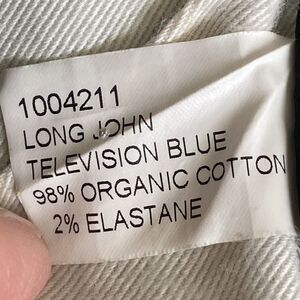 1004211
LONG JOHN
TELEVISION BLUE
98% ORGANIC COTTON
2% ELASTANE